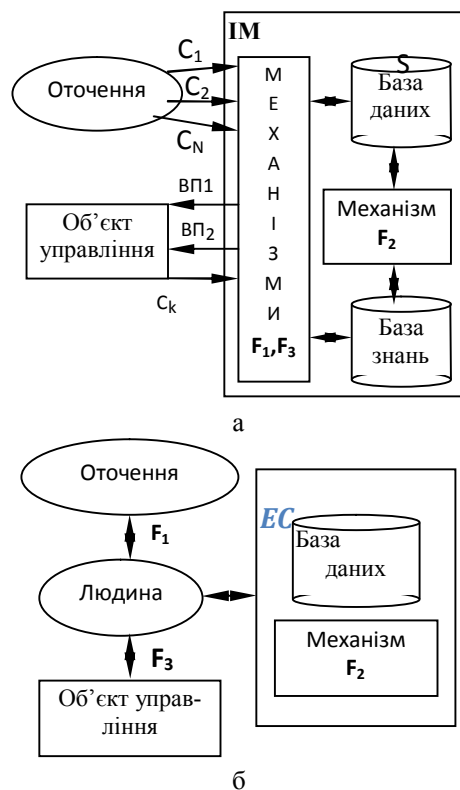 ІМ
C1
C2
CN
Оточення
М
Е
Х
А
Н
І
З
М
И
F1,F3
S
База
даних
ВП1
ВП2
Об’єкт
управління
Ck
Механізм
F2
База
знань
а
Оточення
F1
Людина
F3
Об’єкт управ-
ління
ЕС
База
даних
Механізм
F2
б